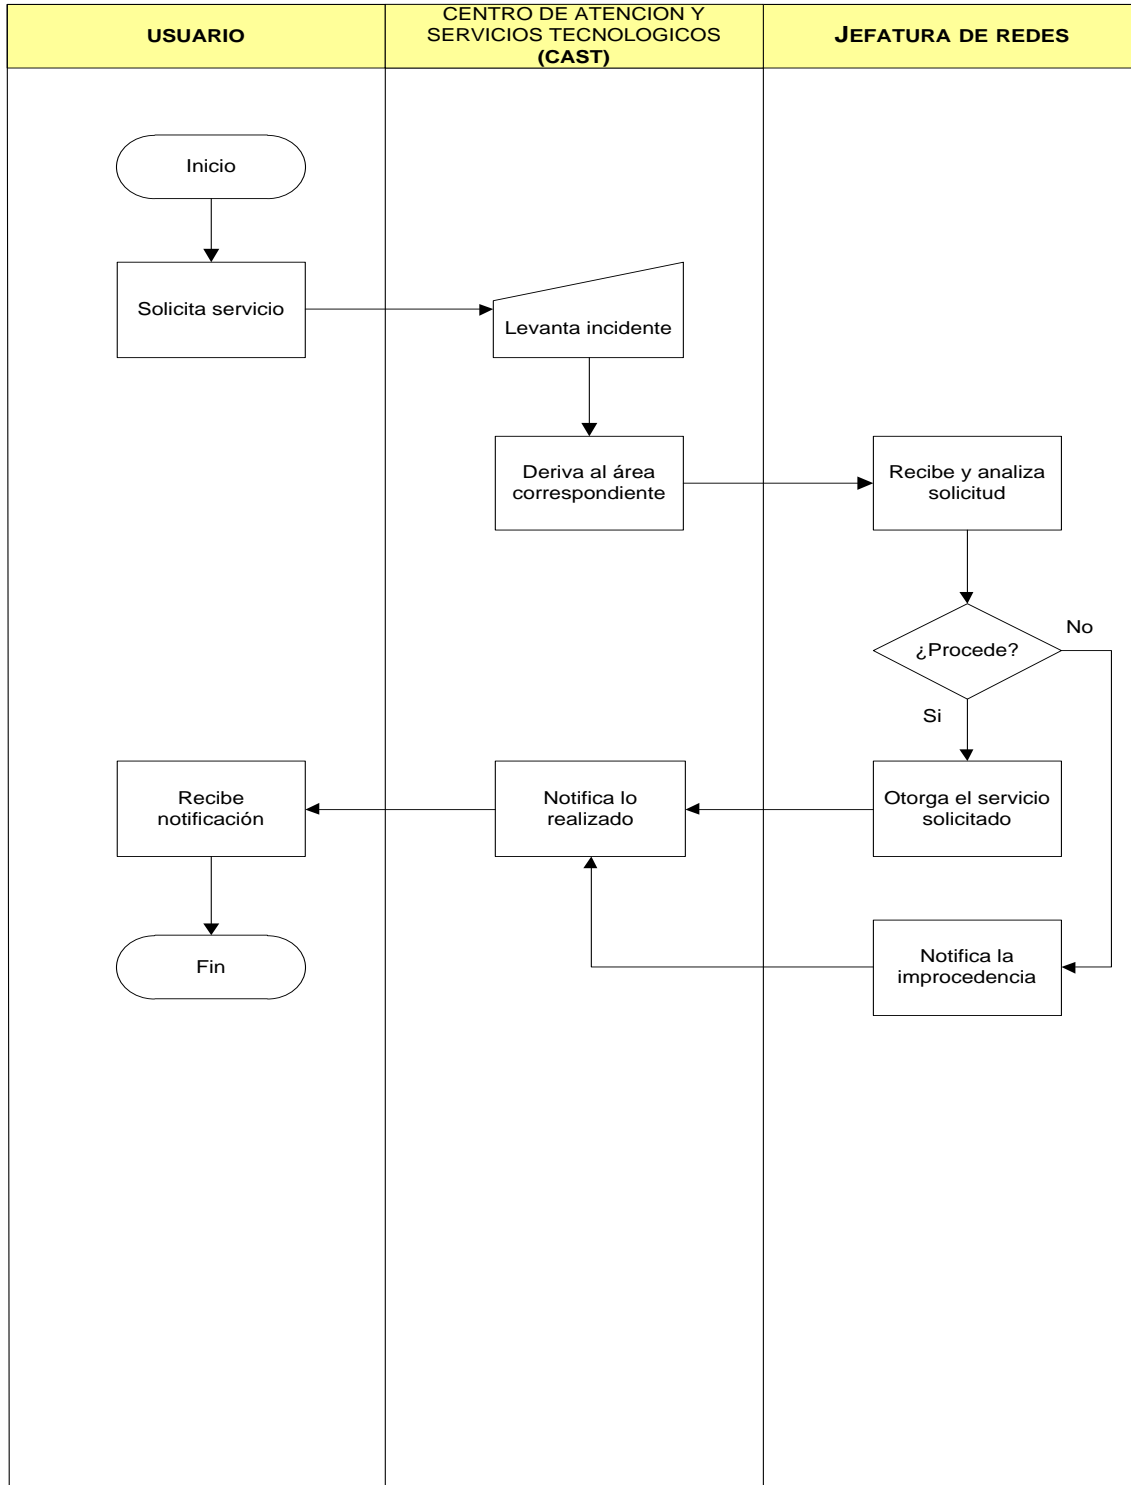 USUARIO
CENTRO DE ATENCION Y
SERVICIOS TECNOLOGICOS
(CAST)
JEFATURA DE REDES
Inicio
Solicita servicio
Levanta incidente
Deriva al área
correspondiente
Recibe y analiza
solicitud
¿Procede?
No
Si
Recibe
notificación
Notifica lo
realizado
Otorga el servicio
solicitado
Fin
Notifica la
improcedencia